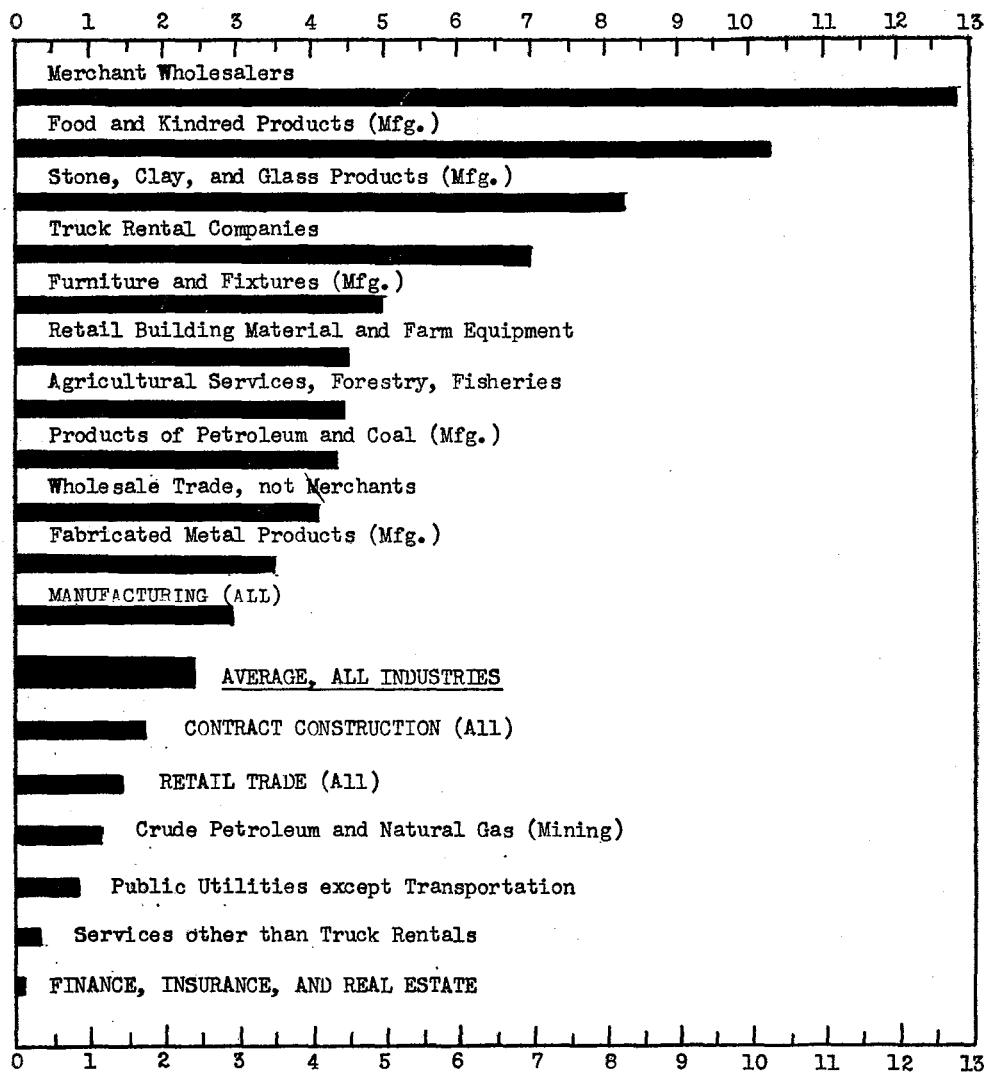 0 1 2 3 4 5 6 7 8 9 10 11 12 13
Merchant Wholesalers
Food and Kindred Products (Mfg.)
Stone, Clay, and Glass Products (Mfg.)
Truck Rental Companies
Furniture and Fixtures (Mfg.)
Retail Building Material and Farm Equipment
Agricultural Services, Forestry, Fisheries
Products of Petroleum and Coal (Mfg.)
Wholesale Trade, not Merchants
Fabricated Metal Products (Mfg.)
MANUFACTURING (ALL)
AVERAGE, ALL INDUSTRIES
CONTRACT CONSTRUCTION (All)
RETAIL TRADE (All)
Crude Petroleum and Natural Gas (Mining)
Public Utilities except Transportation
Services other than Truck Rentals
FINANCE, INSURANCE, AND REAL ESTATE
0 1 2 3 4 5 6 7 8 9 10 11 12 13